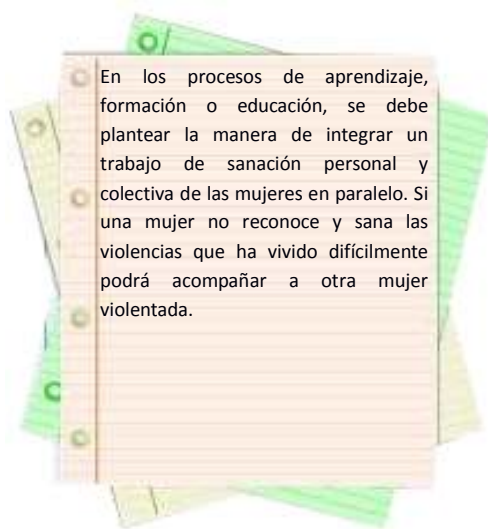 En los procesos de aprendizaje,
formación o educación, se debe
plantear la manera de integrar un
trabajo de sanación personal y
colectiva de las mujeres en paralelo. Si
una mujer no reconoce y sana las
violencias que ha vivido difícilmente
podrá acompañar a otra mujer
violentada.